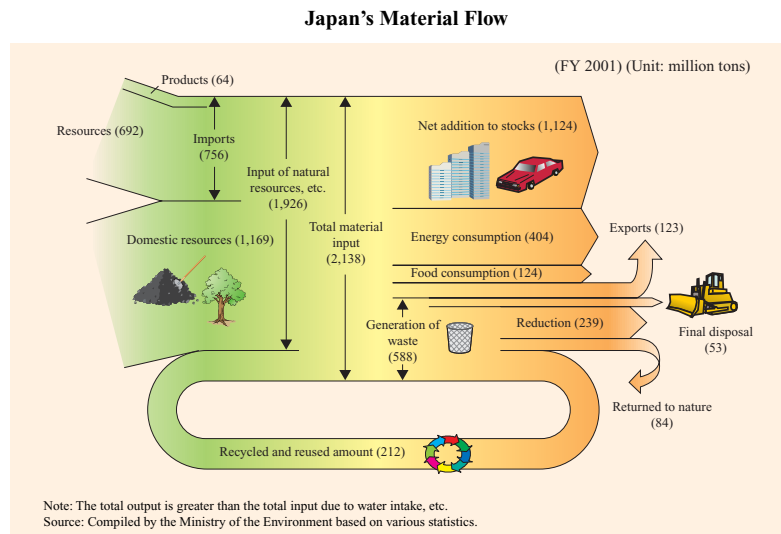 Japan's Material Flow
(FY 2001) (Unit: million tons)
Products (64)
Resources (692)
Imports
(756)
Input of natural
resources, etc.
(1,926)
Domestic resources (1,169)
Total material
input
(2,138)
Net addition to stocks (1,124)
Energy consumption (404)
Food consumption (124)
Exports (123)
Generation of
waste
(588)
Reduction (239)
Final disposal
(53)
Returned to nature
(84)
Recycled and reused amount (212)
Note: The total output is greater than the total input due to water intake, etc.
Source: Compiled by the Ministry of the Environment based on various statistics.